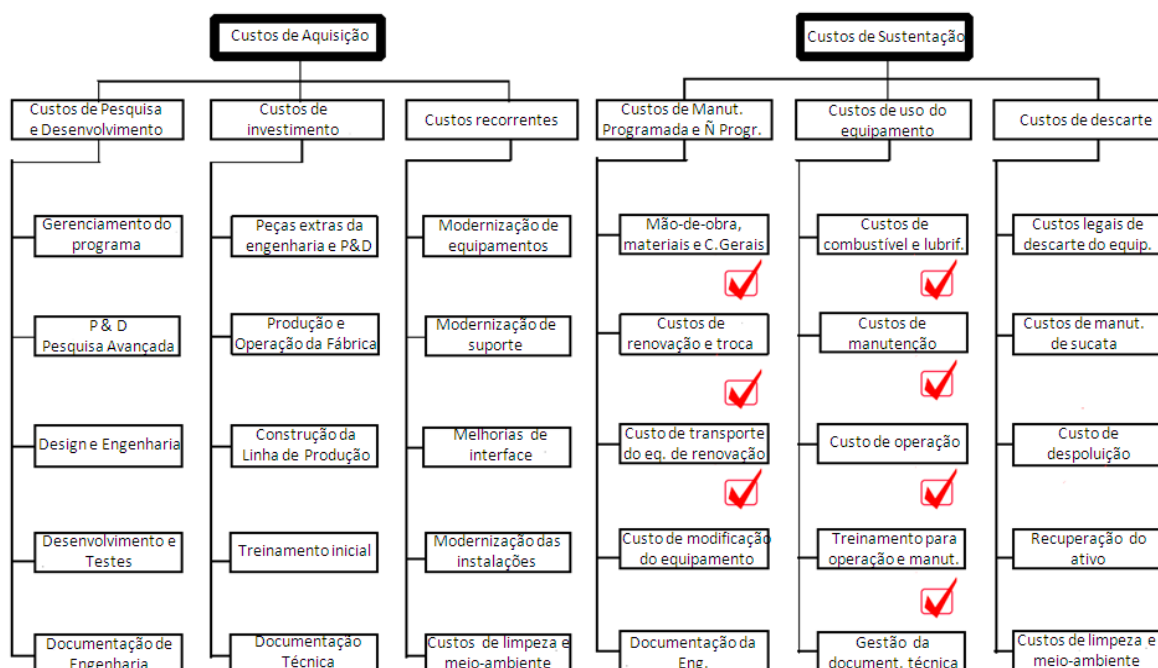 Custos de Aquisição
Custos de Sustentação
Custos de Pesquisa
e Desenvolvimento
Custos de
investimento
Custos recorrentes
Custos de Manut.
Programada e Ñ Progr.
Custos de uso do
equipamento
Custos de descarte
Gerenciamento do
programa
Peças extras da
engenharia e P&D
Modernização de
equipamentos
Mão-de-obra,
materiais e C.Gerais
Custos de
combustível e lubrif.
Custos legais de
descarte do equip.
P & D
Pesquisa Avançada
Produção e
Operação da Fábrica
Modernização de
suporte
Custos de
renovação e troca
Custos de
manutenção
Custos de manut.
de sucata
Design e Engenharia
Construção da
Linha de Produção
Melhorias de
interface
Custo de transporte
do eq. de renovação
Custo de operação
Custo de
despoluição
Desenvolvimento e
Testes
Treinamento inicial
Modernização das
instalações
Custo de modificação
do equipamento
Treinamento para
operação e manut.
Recuperação do
ativo
Documentação de
Engenharia
Documentação
Técnica
Custos de limpeza e
meio-ambiente
Documentação da
Eng.
Gestão da
document. técnica
Custos de limpeza e
meio-ambiente